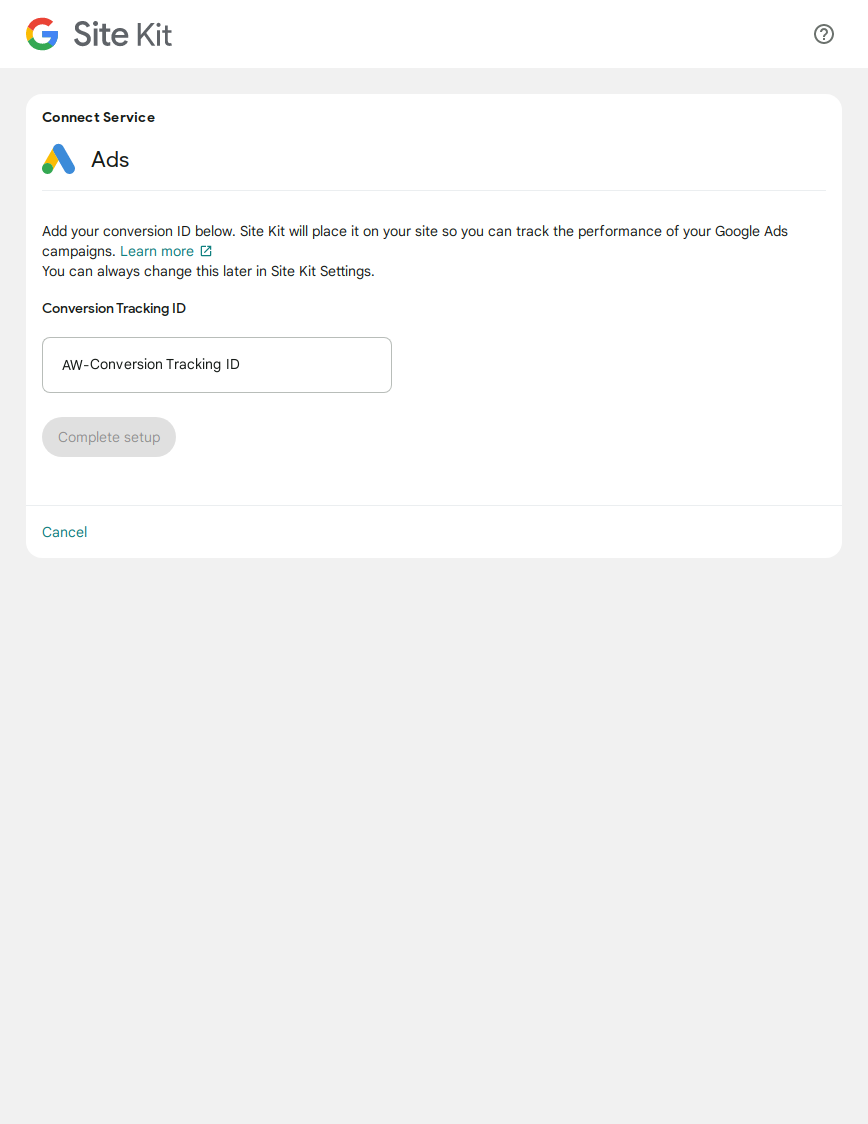 Site Kit
Connect Service
Ads
Add your conversion ID below. Site Kit will place it on your site so you can track the performance of your Google Ads
campaigns. Learn more
You can always change this later in Site Kit Settings.
Conversion Tracking ID
AW-Conversion Tracking ID
Complete setup
Cancel